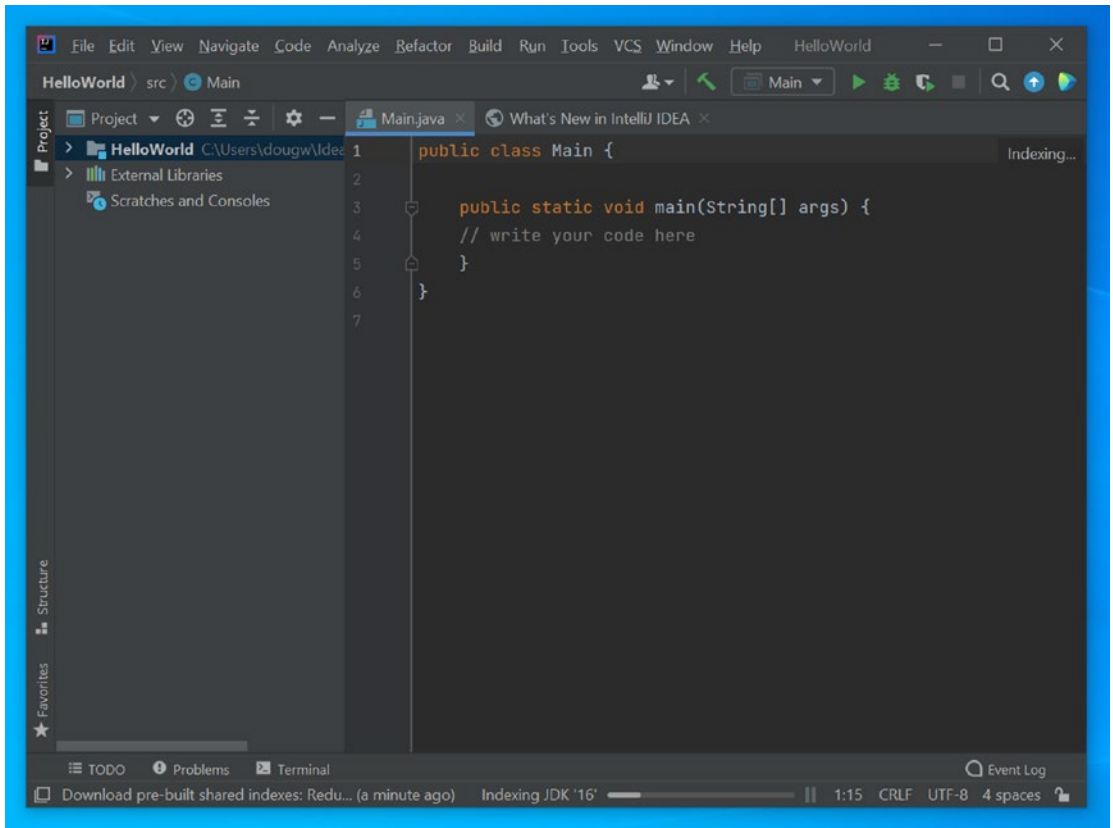 File Edit View Navigate Code Analyze Refactor Build Run Tools VCS Window Help HelloWorld
HelloWorld src Main
Main
Project
Project
Main.java
What's New in IntelliJ IDEA
HelloWorld C:\Users\dougw\Idea
External Libraries
Scratches and Consoles
1 public class Main {
2
3 public static void main(String[] args) {
4 // write your code here
5 }
6 }
7
Indexing...
Structure
Favorites
TODO Problems Terminal Event Log
Download pre-built shared indexes: Redu... (a minute ago) Indexing JDK '16' 1:15 CRLF UTF-8 4 spaces